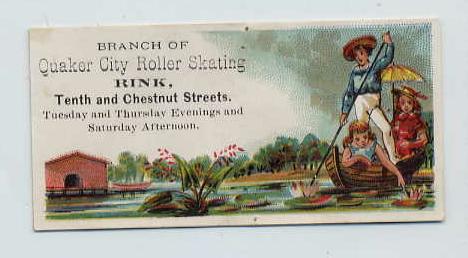 BRANCH OF
Quaker City Roller Skating
RINK,
Tenth and Chestnut Streets.
Tuesday and Thursday Evenings and
Saturday Afternoon.